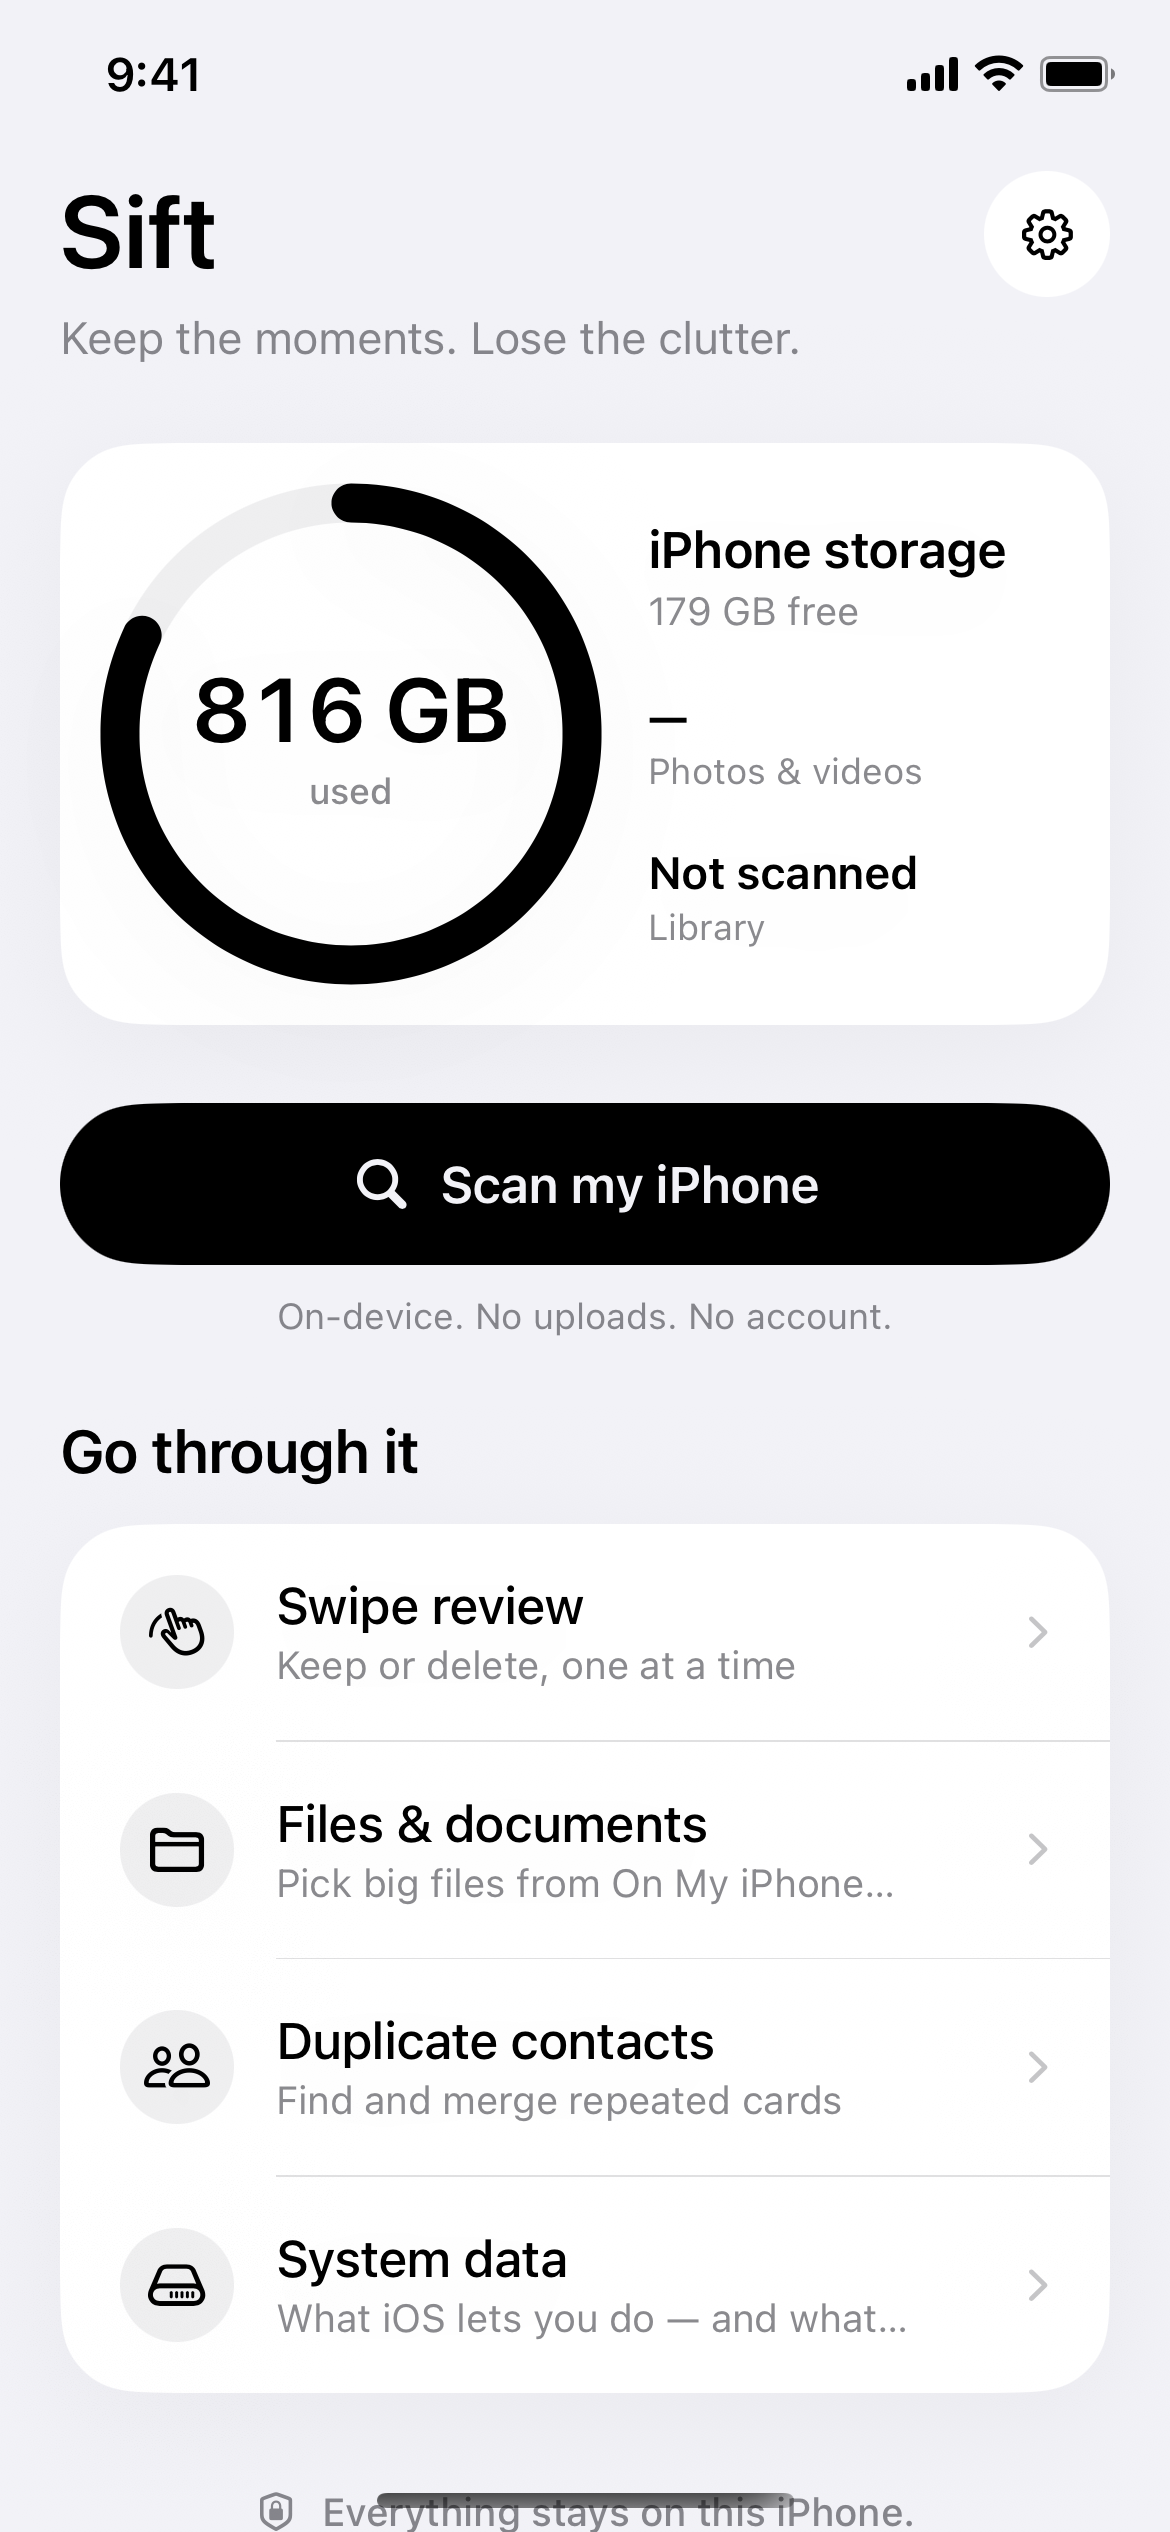 9:41
Sift
Keep the moments. Lose the clutter.
816 GB
used
iPhone storage
179 GB free
—
Photos & videos
Not scanned
Library
Scan my iPhone
On-device. No uploads. No account.
Go through it
Swipe review
Keep or delete, one at a time
Files & documents
Pick big files from On My iPhone...
Duplicate contacts
Find and merge repeated cards
System data
What iOS lets you do — and what...
Everything stays on this iPhone.